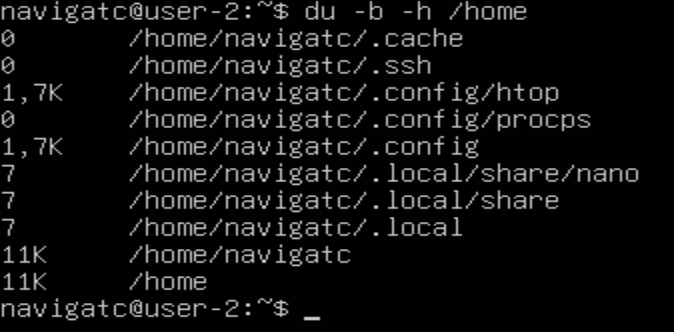 navigatc@user-2:~$ du -b -h /home
0 /home/navigatc/.cache
0 /home/navigatc/.ssh
1,7K /home/navigatc/.config/htop
0 /home/navigatc/.config/procps
1,7K /home/navigatc/.config
7 /home/navigatc/.local/share/nano
7 /home/navigatc/.local/share
7 /home/navigatc/.local
11K /home/navigatc
11K /home
navigatc@user-2:~$ _